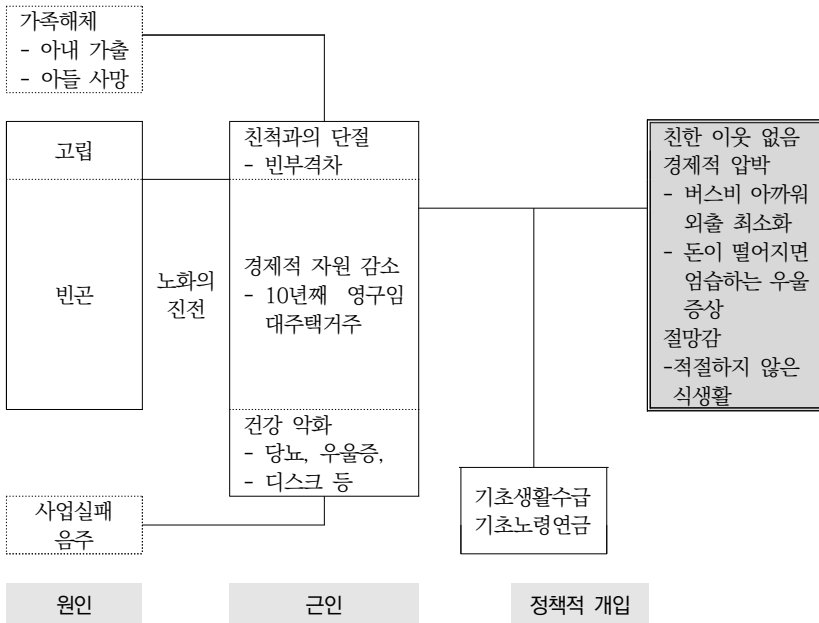 가족해체
- 아내 가출
- 아들 사망
고립
빈곤
노화의
진전
사업실패
음주
친척과의 단절
- 빈부격차
경제적 자원 감소
- 10년째 영구임
대주택거주
건강 악화
- 당뇨, 우울증,
- 디스크 등
기초생활수급
기초노령연금
친한 이웃 없음
경제적 압박
- 버스비 아까워
외출 최소화
- 돈이 떨어지면
엄습하는 우울
증상
절망감
-적절하지 않은
식생활
원인
근인
정책적 개입